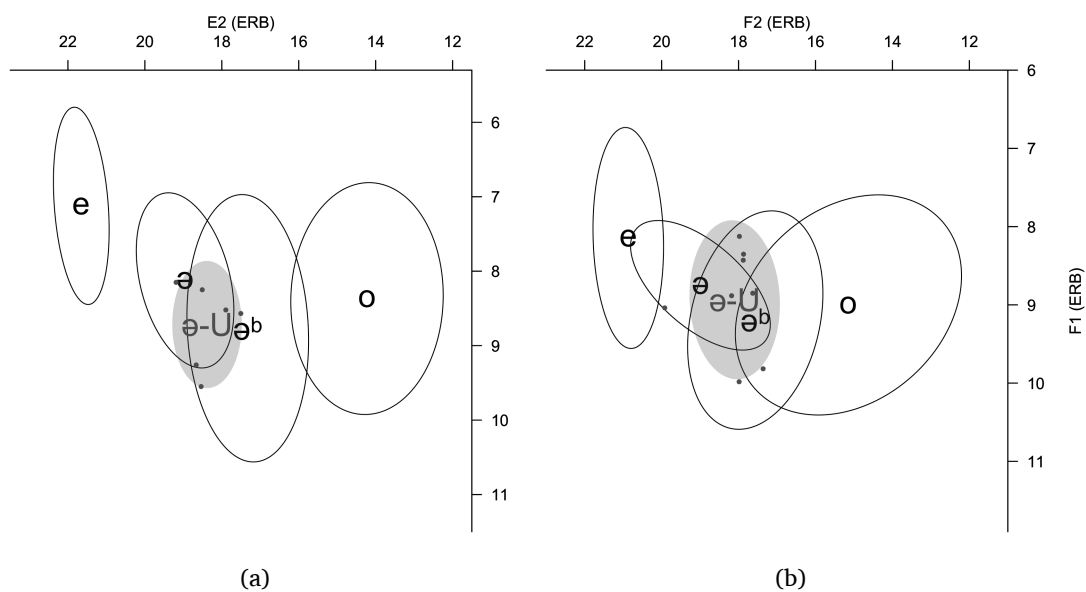 E2 (ERB)
22 20 18 16 14 12
6
7
8
9
10
11
e
ə
ə-U
əᵇ
o
(a)
F2 (ERB)
22 20 18 16 14 12
6
7
8
9
10
11
F1 (ERB)
e
ə
ə-U
əᵇ
o
(b)